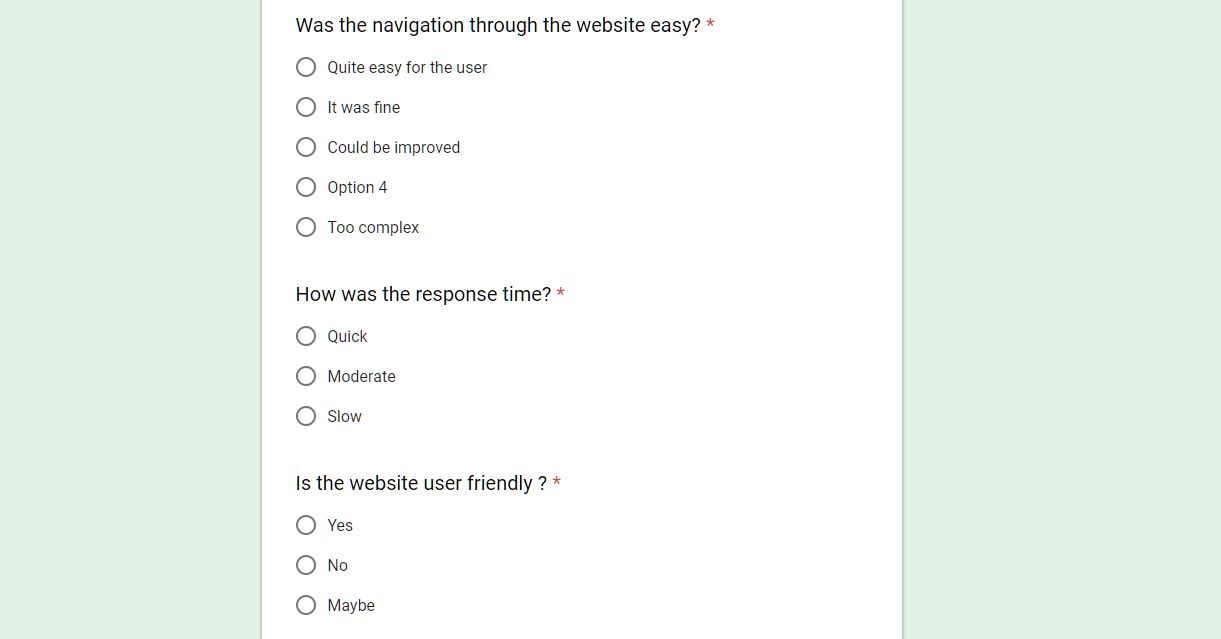 Was the navigation through the website easy? *
Quite easy for the user
It was fine
Could be improved
Option 4
Too complex
How was the response time? *
Quick
Moderate
Slow
Is the website user friendly ? *
Yes
No
Maybe